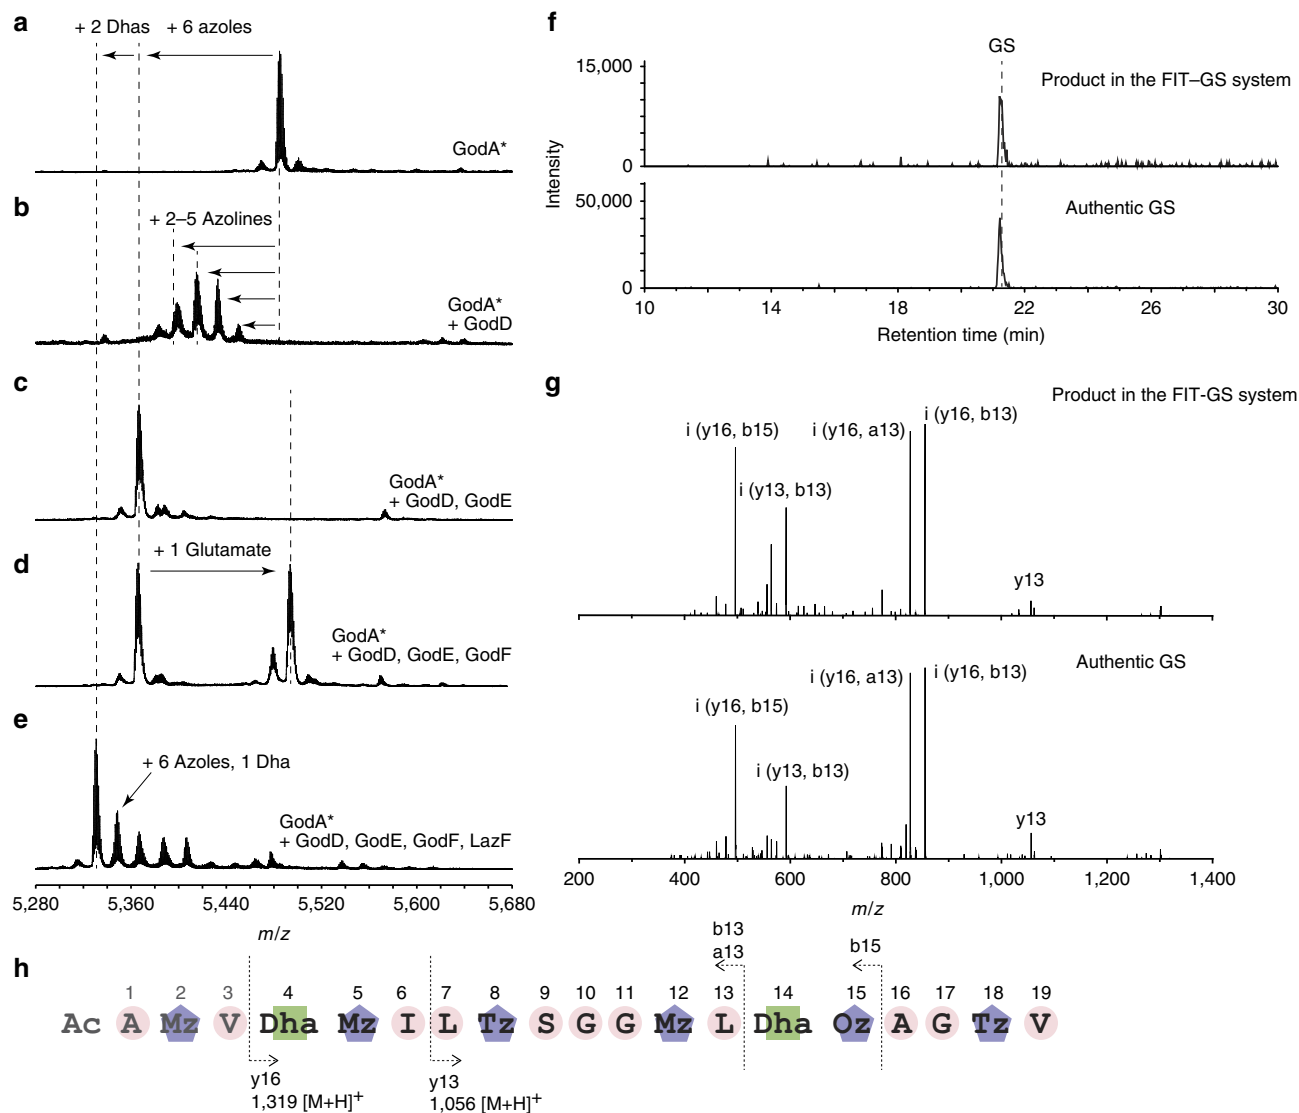 a
+ 2 Dhas
+ 6 azoles
GodA*
b
+ 2–5 Azolines
GodA*
+ GodD
c
GodA*
+ GodD, GodE
d
+ 1 Glutamate
GodA*
+ GodD, GodE, GodF
e
+ 6 Azoles, 1 Dha
GodA*
+ GodD, GodE, GodF, LazF
5,280 5,360 5,440 5,520 5,600 5,680
m/z
f
GS
15,000
Product in the FIT–GS system
0
Intensity
50,000
Authentic GS
0
10 14 18 22 26 30
Retention time (min)
g
Product in the FIT-GS system
i (y16, b15)
i (y16, a13)
i (y16, b13)
i (y13, b13)
y13
Authentic GS
i (y16, a13)
i (y16, b13)
i (y16, b15)
i (y13, b13)
y13
200 400 600 800 1,000 1,200 1,400
m/z
h
b13
a13
b15
1 2 3 4 5 6 7 8 9 10 11 12 13 14 15 16 17 18 19
Ac A Mz V Dha Mz I L Tz S G G Mz L Dha Oz A G Tz V
y16
1,319 [M+H]+
y13
1,056 [M+H]+